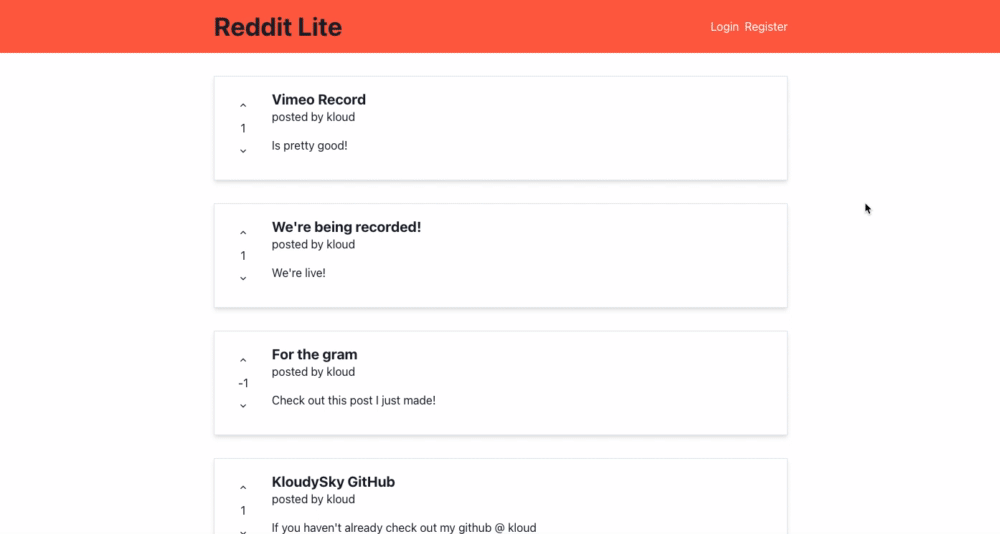 Reddit Lite
Login Register
Vimeo Record
posted by kloud
1
Is pretty good!
We're being recorded!
posted by kloud
1
We're live!
For the gram
posted by kloud
-1
Check out this post I just made!
KloudySky GitHub
posted by kloud
1
If you haven't already check out my github @ kloud